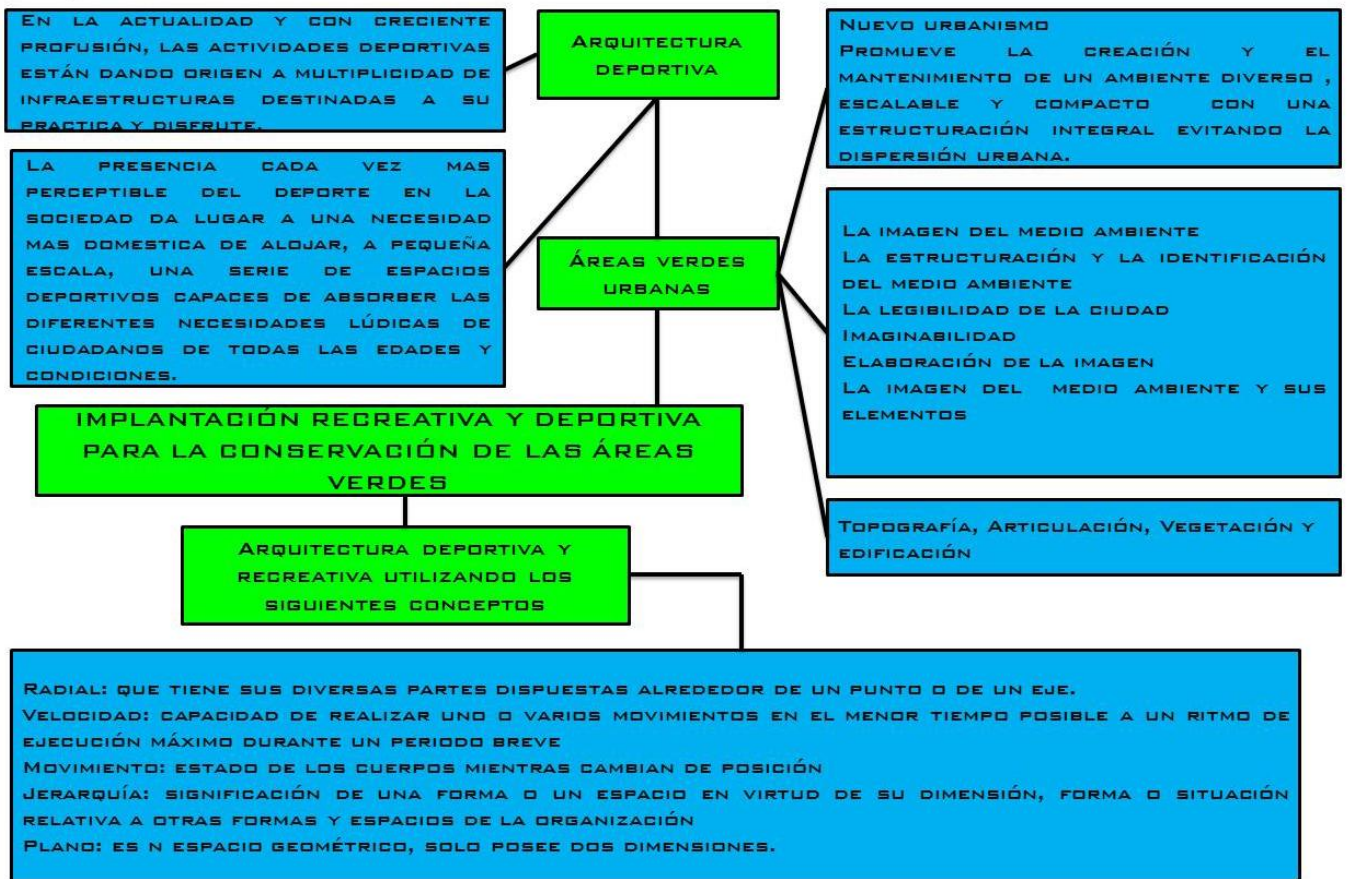 EN LA ACTUALIDAD Y CON CRECIENTE
PROFUSIÓN, LAS ACTIVIDADES DEPORTIVAS
ESTÁN DANDO ORIGEN A MULTIPLICIDAD DE
INFRAESTRUCTURAS DESTINADAS A SU
PRACTICA Y DISFRUTE.
LA PRESENCIA CADA VEZ MAS
PERCEPTIBLE DEL DEPORTE EN LA
SOCIEDAD DA LUGAR A UNA NECESIDAD
MAS DOMESTICA DE ALOJAR, A PEQUEÑA
ESCALA, UNA SERIE DE ESPACIOS
DEPORTIVOS CAPACES DE ABSORBER LAS
DIFERENTES NECESIDADES LÚDICAS DE
CIUDADANOS DE TODAS LAS EDADES Y
CONDICIONES.
ARQUITECTURA
DEPORTIVA
ÁREAS VERDES
URBANAS
NUEVO URBANISMO
PROMUEVE LA CREACIÓN Y EL
MANTENIMIENTO DE UN AMBIENTE DIVERSO ,
ESCALABLE Y COMPACTO CON UNA
ESTRUCTURACIÓN INTEGRAL EVITANDO LA
DISPERSIÓN URBANA.
LA IMAGEN DEL MEDIO AMBIENTE
LA ESTRUCTURACIÓN Y LA IDENTIFICACIÓN
DEL MEDIO AMBIENTE
LA LEGIBILIDAD DE LA CIUDAD
IMAGINABILIDAD
ELABORACIÓN DE LA IMAGEN
LA IMAGEN DEL MEDIO AMBIENTE Y SUS
ELEMENTOS
TOPOGRAFÍA, ARTICULACIÓN, VEGETACIÓN Y
EDIFICACIÓN
IMPLANTACIÓN RECREATIVA Y DEPORTIVA
PARA LA CONSERVACIÓN DE LAS ÁREAS
VERDES
ARQUITECTURA DEPORTIVA Y
RECREATIVA UTILIZANDO LOS
SIGUIENTES CONCEPTOS
RADIAL: QUE TIENE SUS DIVERSAS PARTES DISPUESTAS ALREDEDOR DE UN PUNTO O DE UN EJE.
VELOCIDAD: CAPACIDAD DE REALIZAR UNO O VARIOS MOVIMIENTOS EN EL MENOR TIEMPO POSIBLE A UN RITMO DE
EJECUCIÓN MÁXIMO DURANTE UN PERIODO BREVE
MOVIMIENTO: ESTADO DE LOS CUERPOS MIENTRAS CAMBIAN DE POSICIÓN
JERARQUÍA: SIGNIFICACIÓN DE UNA FORMA O UN ESPACIO EN VIRTUD DE SU DIMENSIÓN, FORMA O SITUACIÓN
RELATIVA A OTRAS FORMAS Y ESPACIOS DE LA ORGANIZACIÓN
PLANO: ES N ESPACIO GEOMÉTRICO, SOLO POSEE DOS DIMENSIONES.